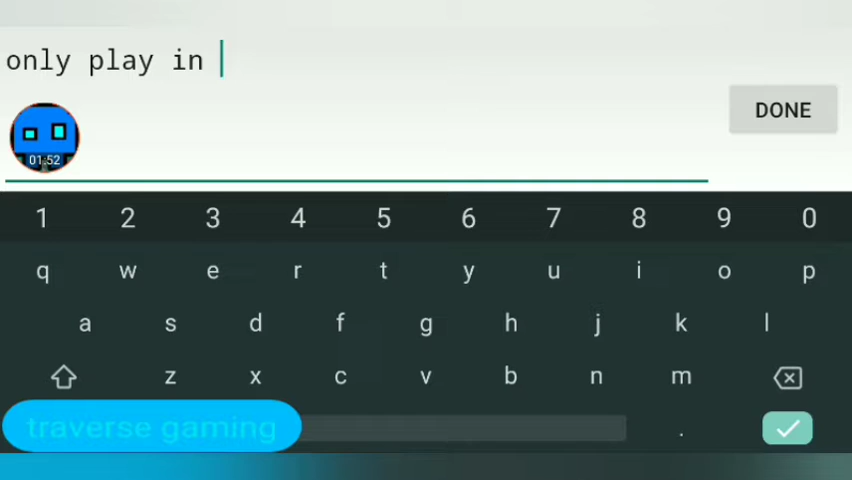 only play in
DONE
01:52
1 2 3 4 5 6 7 8 9 0
q w e r t y u i o p
a s d f g h j k l
z x c v b n m
traverse gaming .